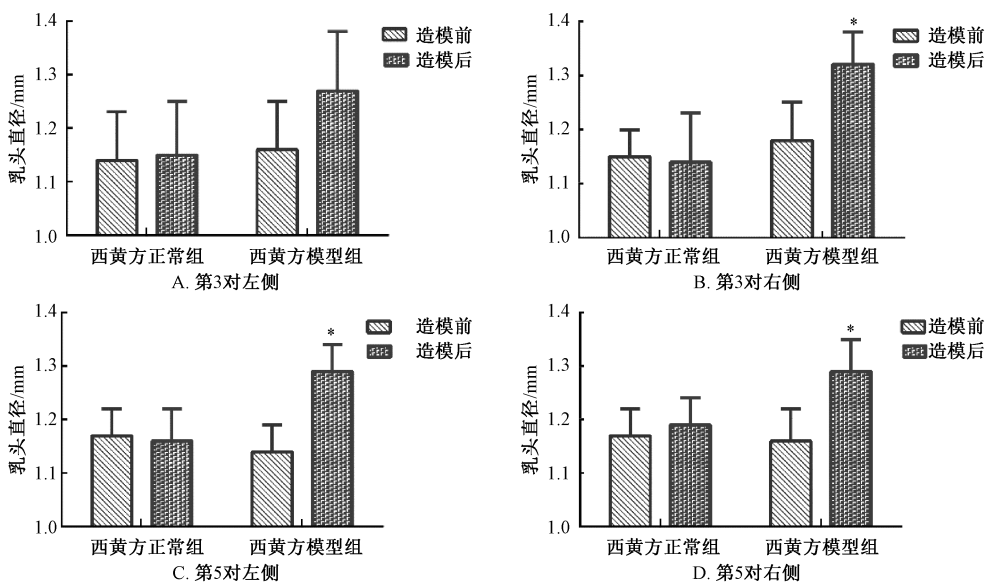 1.4
1.3
1.2
1.1
1.0
乳头直径/mm
造模前
造模后
西黄方正常组 西黄方模型组
A. 第3对左侧
1.4
1.3
1.2
1.1
1.0
乳头直径/mm
*
造模前
造模后
西黄方正常组 西黄方模型组
B. 第3对右侧
1.4
1.3
1.2
1.1
1.0
乳头直径/mm
*
造模前
造模后
西黄方正常组 西黄方模型组
C. 第5对左侧
1.4
1.3
1.2
1.1
1.0
乳头直径/mm
*
造模前
造模后
西黄方正常组 西黄方模型组
D. 第5对右侧